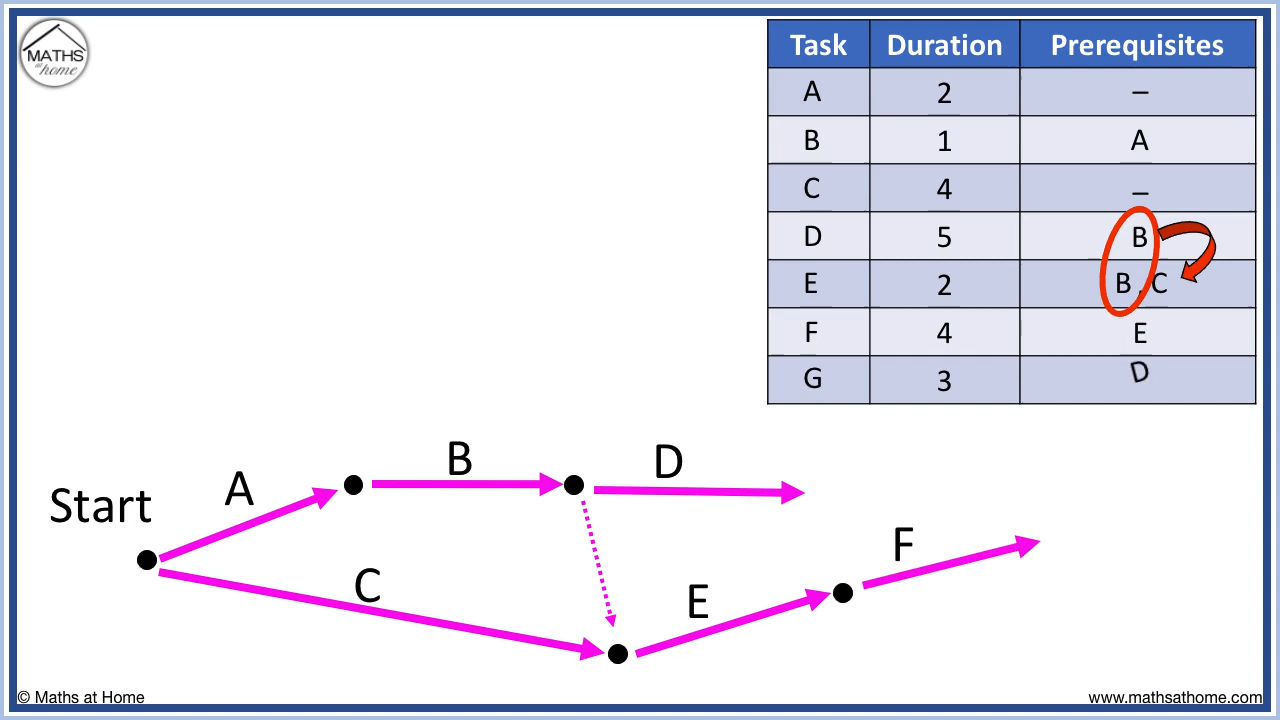 MATHS
at
home
Task Duration Prerequisites
A 2 –
B 1 A
C 4 –
D 5 B
E 2 B , C
F 4 E
G 3 D
Start
A
B
D
C
E
F
© Maths at Home
www.mathsathome.com